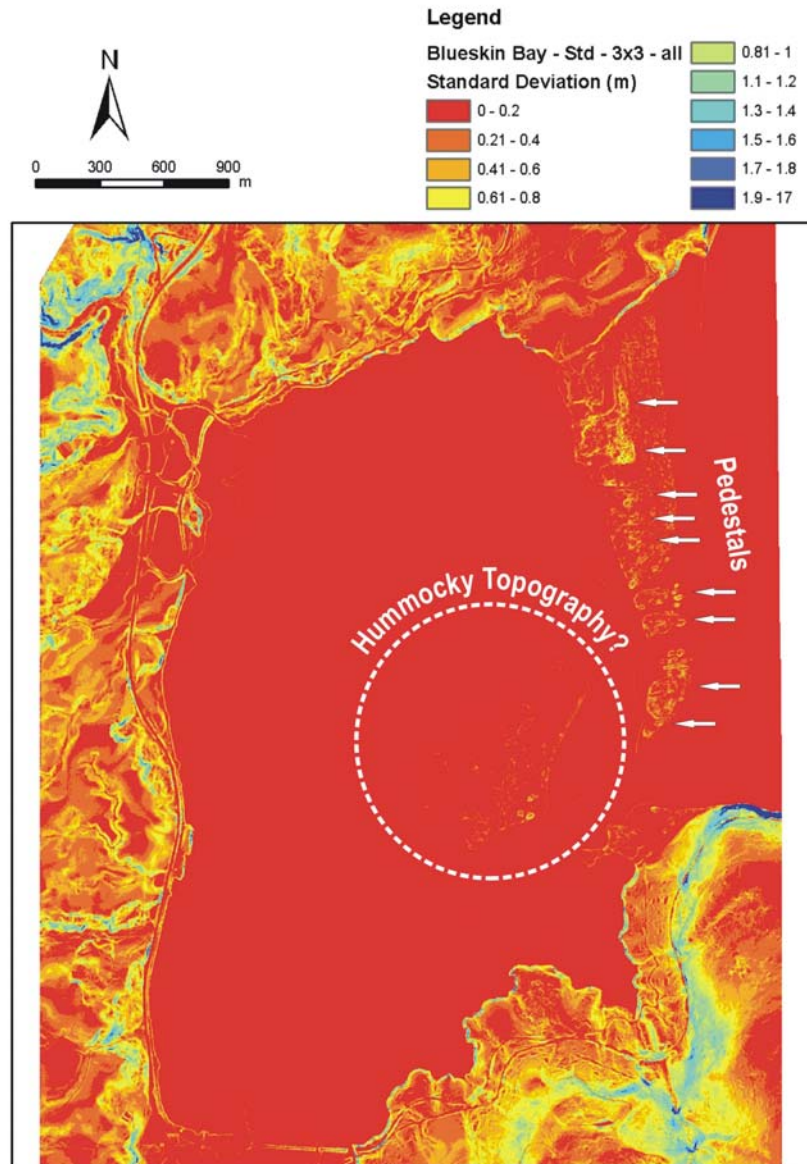 Legend
Blueskin Bay - Std - 3x3 - all
Standard Deviation (m)
0 - 0.2
0.21 - 0.4
0.41 - 0.6
0.61 - 0.8
0.81 - 1
1.1 - 1.2
1.3 - 1.4
1.5 - 1.6
1.7 - 1.8
1.9 - 17
N
0 300 600 900
m
Pedestals
Hummocky Topography?